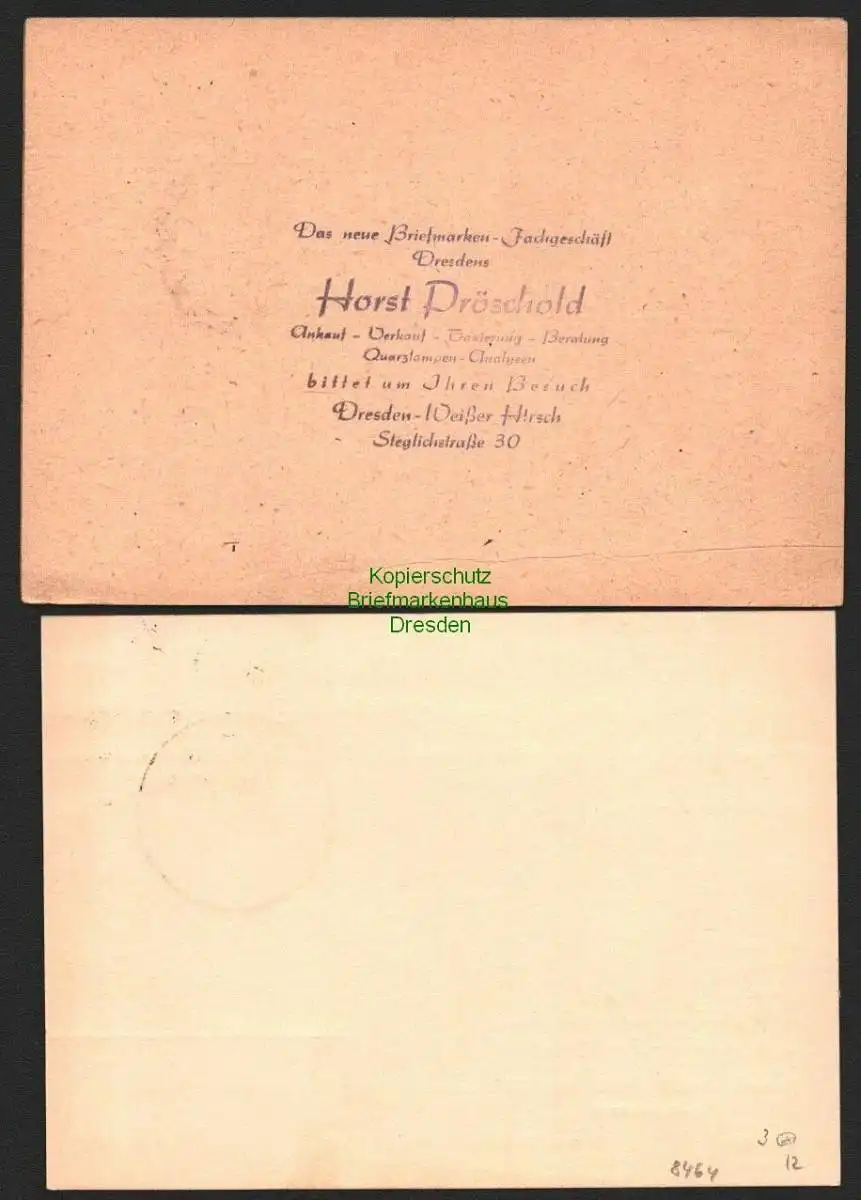 Das neue Briefmarken-Fachgeschäft
Dresdens
Horst Pröschold
Ankauf - Verkauf - Taxierung - Beratung
Quarzlampen-Analysen
bittet um Ihren Besuch
Dresden-Weißer Hirsch
Steglichstraße 30
Kopierschutz
Briefmarkenhaus
Dresden
3
8464
12